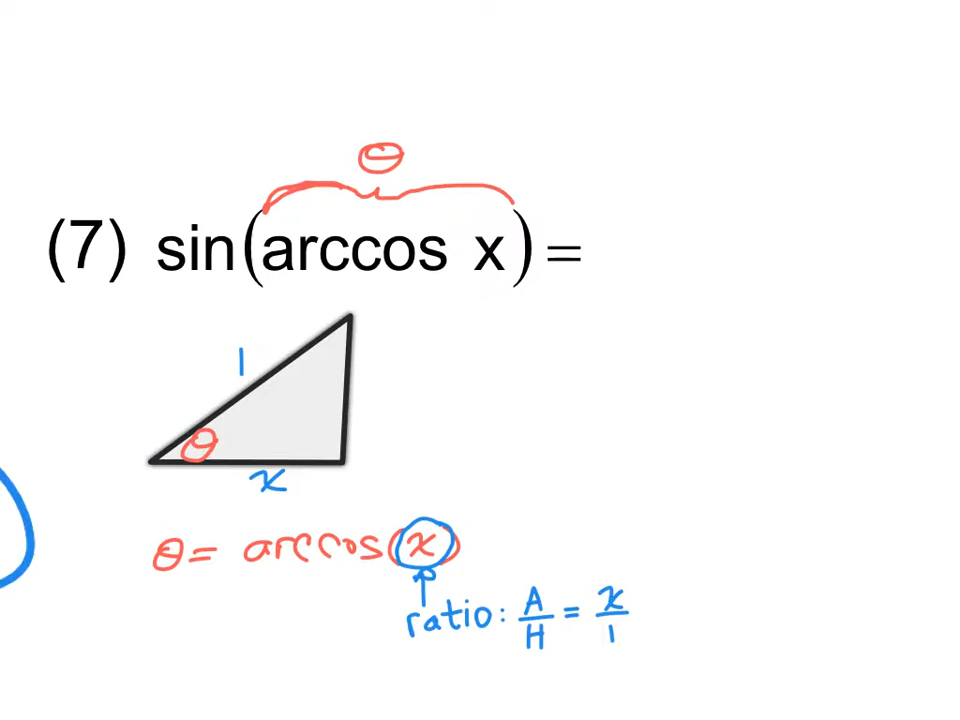 θ
(7) sin(arccos x) =
1
θ
x
θ = arccos(x)
ratio: A/H = x/1